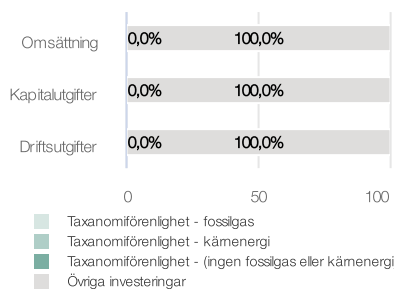 Omsättning 0,0% 100,0%
Kapitalutgifter 0,0% 100,0%
Driftsutgifter 0,0% 100,0%
0 50 100
Taxanomiförenlighet - fossilgas
Taxanomiförenlighet - kärnenergi
Taxanomiförenlighet - (ingen fossilgas eller kärnenergi
Övriga investeringar